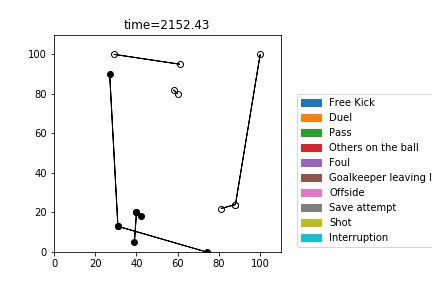 time=2152.43
100
80
60
40
20
0
0 20 40 60 80 100
Free Kick
Duel
Pass
Others on the ball
Foul
Goalkeeper leaving l
Offside
Save attempt
Shot
Interruption